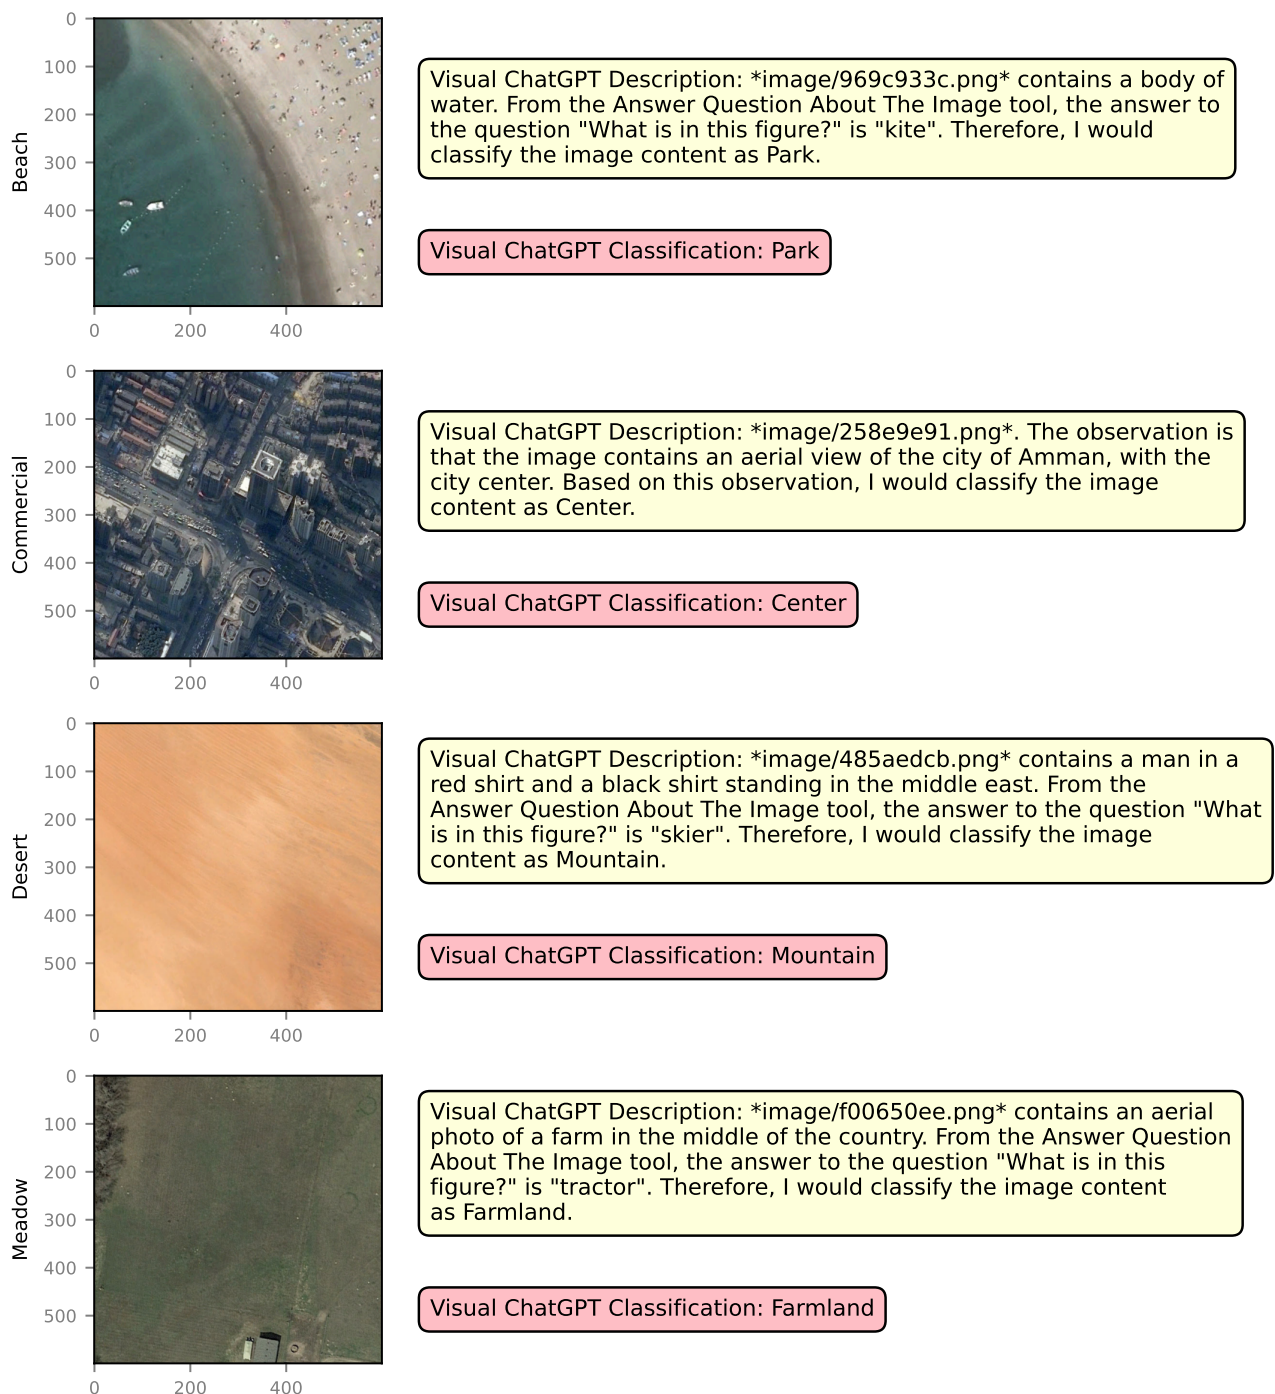 0
100
200
300
400
500
Beach
0 200 400
Visual ChatGPT Description: *image/969c933c.png* contains a body of
water. From the Answer Question About The Image tool, the answer to
the question "What is in this figure?" is "kite". Therefore, I would
classify the image content as Park.
Visual ChatGPT Classification: Park
0
100
200
300
400
500
Commercial
0 200 400
Visual ChatGPT Description: *image/258e9e91.png*. The observation is
that the image contains an aerial view of the city of Amman, with the
city center. Based on this observation, I would classify the image
content as Center.
Visual ChatGPT Classification: Center
0
100
200
300
400
500
Desert
0 200 400
Visual ChatGPT Description: *image/485aedcb.png* contains a man in a
red shirt and a black shirt standing in the middle east. From the
Answer Question About The Image tool, the answer to the question "What
is in this figure?" is "skier". Therefore, I would classify the image
content as Mountain.
Visual ChatGPT Classification: Mountain
0
100
200
300
400
500
Meadow
0 200 400
Visual ChatGPT Description: *image/f00650ee.png* contains an aerial
photo of a farm in the middle of the country. From the Answer Question
About The Image tool, the answer to the question "What is in this
figure?" is "tractor". Therefore, I would classify the image content
as Farmland.
Visual ChatGPT Classification: Farmland